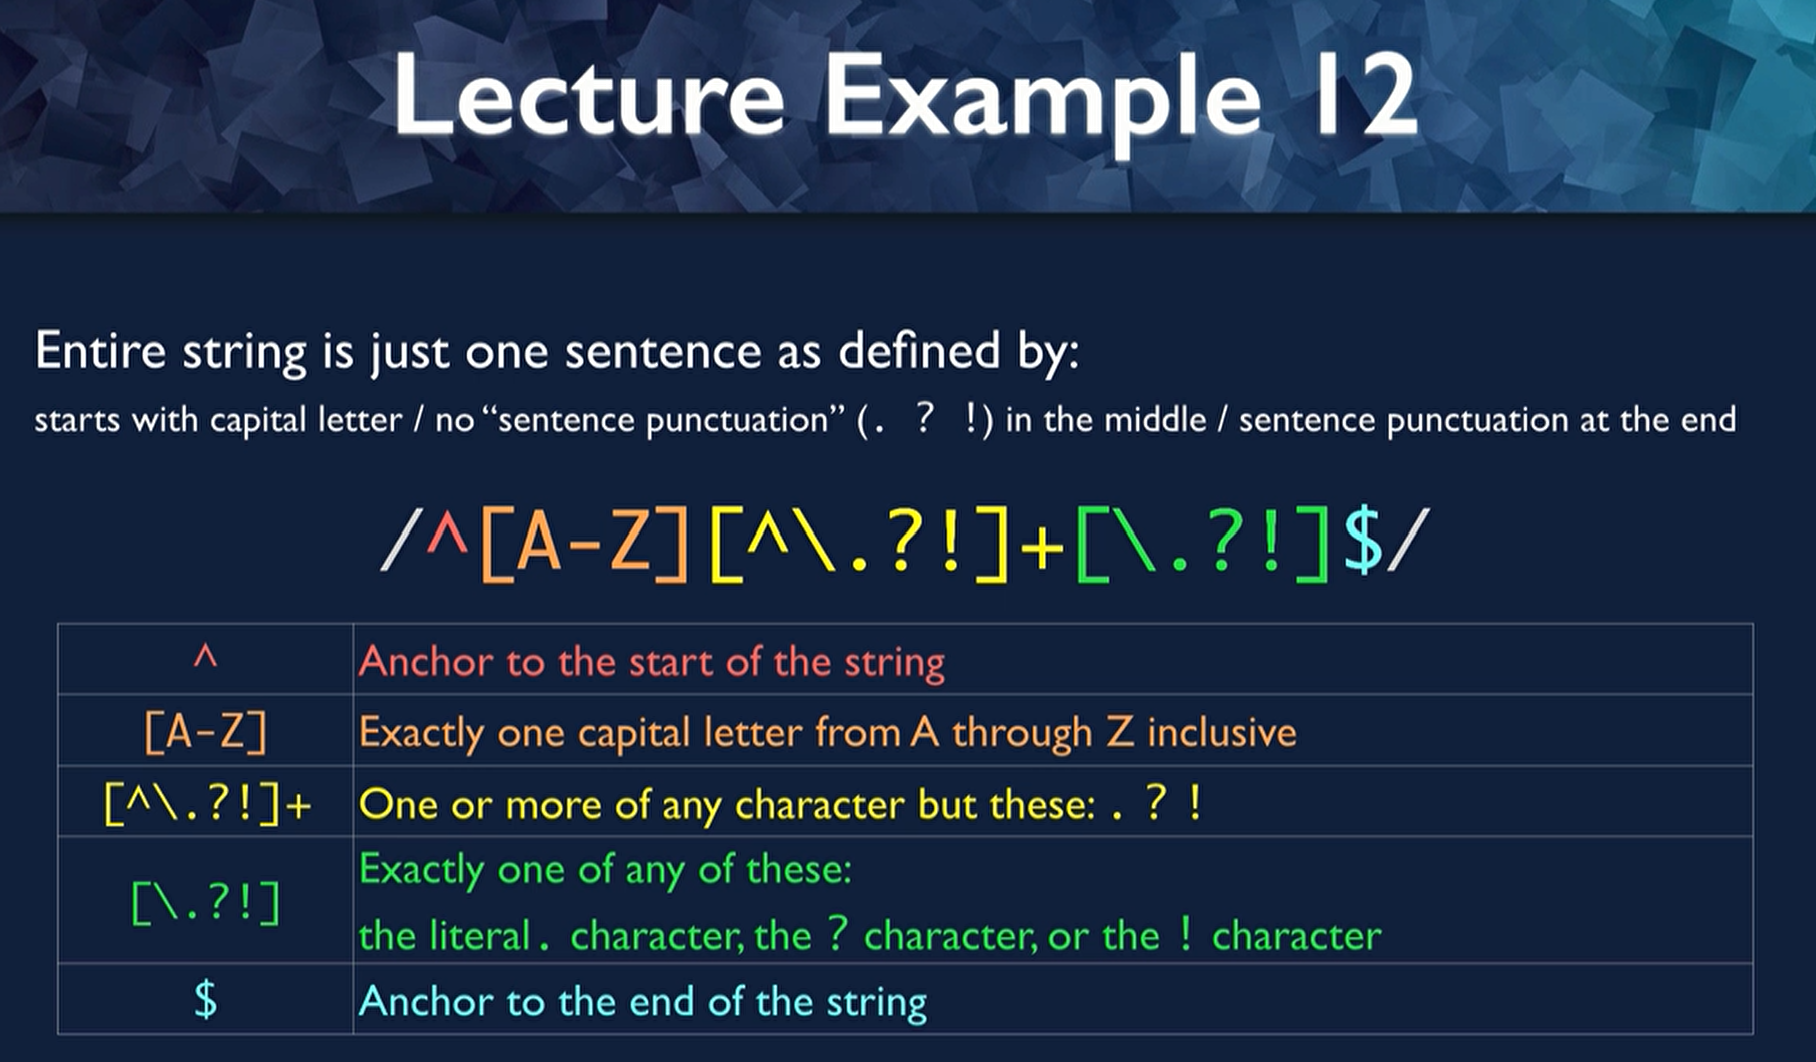 Lecture Example 12
Entire string is just one sentence as defined by:
starts with capital letter / no “sentence punctuation” (. ? !) in the middle / sentence punctuation at the end
/^[A-Z][^\.?!]+[\.?!]$/
^ Anchor to the start of the string
[A-Z] Exactly one capital letter from A through Z inclusive
[^\.?!]+ One or more of any character but these: . ? !
[\.?!] Exactly one of any of these:
the literal . character, the ? character, or the ! character
$ Anchor to the end of the string